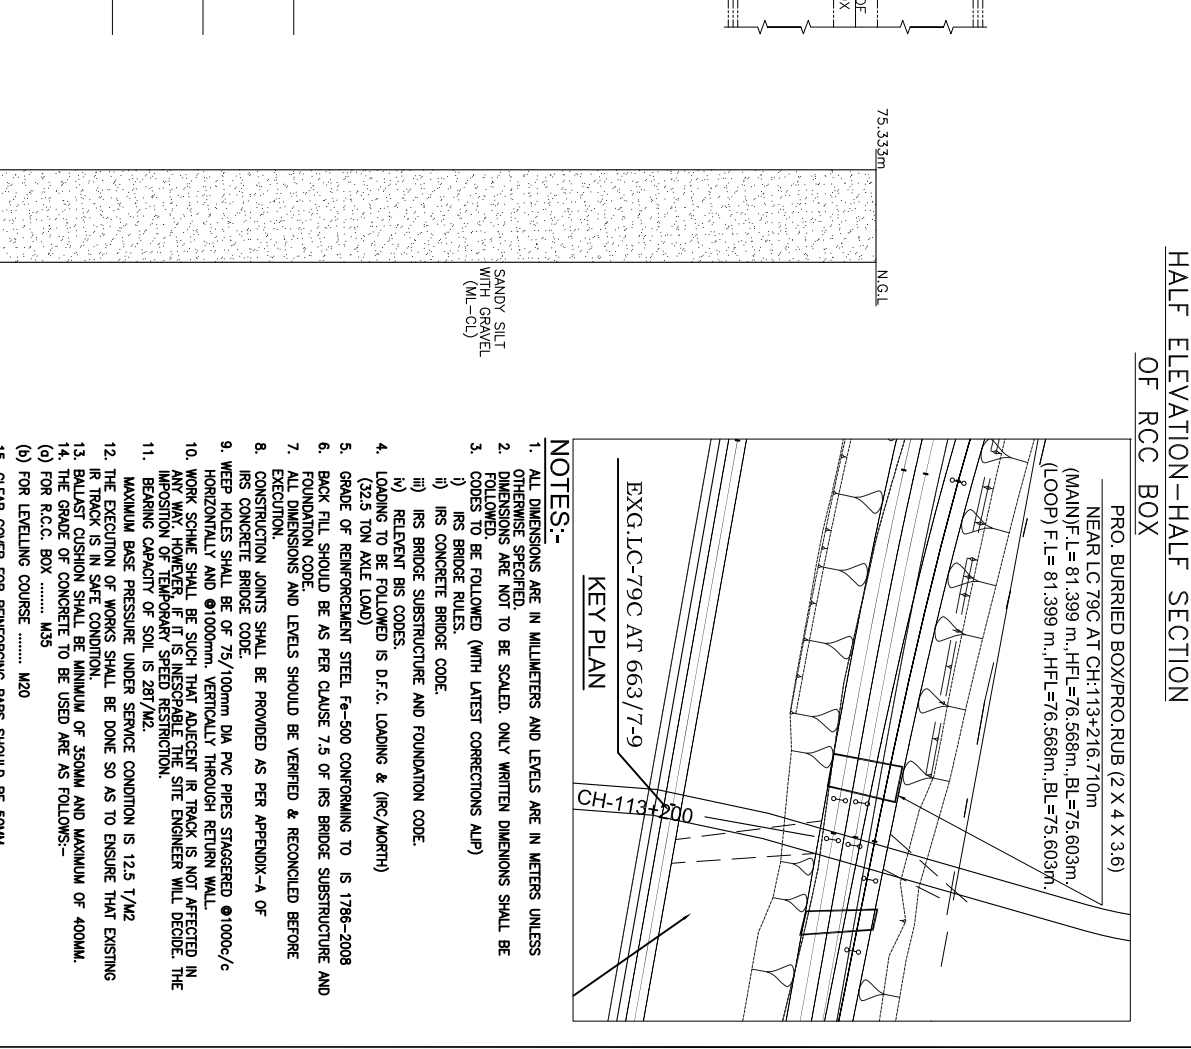 HALF ELEVATION-HALF SECTION
OF RCC BOX
OF
75.333m
N.G.L
SANDY SILT
WITH GRAVEL
(ML-CL)
PRO. BURRIED BOX/PRO.RUB (2 X 4 X 3.6)
NEAR LC 79C AT CH:113+216.710m
(MAIN)F.L= 81.399 m.,HFL=76.568m.,BL=75.603m.
(LOOP) F.L= 81.399 m.,HFL=76.568m.,BL=75.603m.
CH-113+200
EXG.LC-79C AT 663/7-9
KEY PLAN
NOTES:-
1. ALL DIMENSIONS ARE IN MILLIMETERS AND LEVELS ARE IN METERS UNLESS
OTHERWISE SPECIFIED.
2. DIMENSIONS ARE NOT TO BE SCALED. ONLY WRITTEN DIMENIONS SHALL BE
FOLLOWED.
3. CODES TO BE FOLLOWED (WITH LATEST CORRECTIONS ALIP)
i) IRS BRIDGE RULES.
ii) IRS CONCRETE BRIDGE CODE.
iii) IRS BRIDGE SUBSTRUCTURE AND FOUNDATION CODE.
iv) RELEVENT BIS CODES.
4. LOADING TO BE FOLLOWED IS D.F.C. LOADING & (IRC/MORTH)
(32.5 TON AXLE LOAD)
5. GRADE OF REINFORCEMENT STEEL Fe-500 CONFORMING TO IS 1786-2008
6. BACK FILL SHOULD BE AS PER CLAUSE 7.5 OF IRS BRIDGE SUBSTRUCTURE AND
FOUNDATION CODE.
7. ALL DIMENSIONS AND LEVELS SHOULD BE VERIFIED & RECONCILED BEFORE
EXECUTION.
8. CONSTRUCTION JOINTS SHALL BE PROVIDED AS PER APPENDIX-A OF
IRS CONCRETE BRIDGE CODE.
9. WEEP HOLES SHALL BE OF 75/100mm DIA PVC PIPES STAGGERED @1000c/c
HORIZONTALLY AND @1000mm. VERTICALLY THROUGH RETURN WALL.
10. WORK SCHME SHALL BE SUCH THAT ADJECENT IR TRACK IS NOT AFFECTED IN
ANY WAY. HOWEVER, IF IT IS INESCPABLE THE SITE ENGINEER WILL DECIDE. THE
IMPOSITION OF TEMPORARY SPEED RESTRICTION.
11. BEARING CAPACITY OF SOIL IS 28T/M2.
MAXIMUM BASE PRESSURE UNDER SERVICE CONDITION IS 12.5 T/M2
12. THE EXECUTION OF WORKS SHALL BE DONE SO AS TO ENSURE THAT EXISTING
IR TRACK IS IN SAFE CONDITION.
13. BALLAST CUSHION SHALL BE MINIMUM OF 350MM AND MAXIMUM OF 400MM.
14. THE GRADE OF CONCRETE TO BE USED ARE AS FOLLOWS:-
(a) FOR R.C.C. BOX ........ M35
(b) FOR LEVELLING COURSE ........ M20
15. CLEAR COVER FOR REINFORCING BARS SHOULD BE 50MM